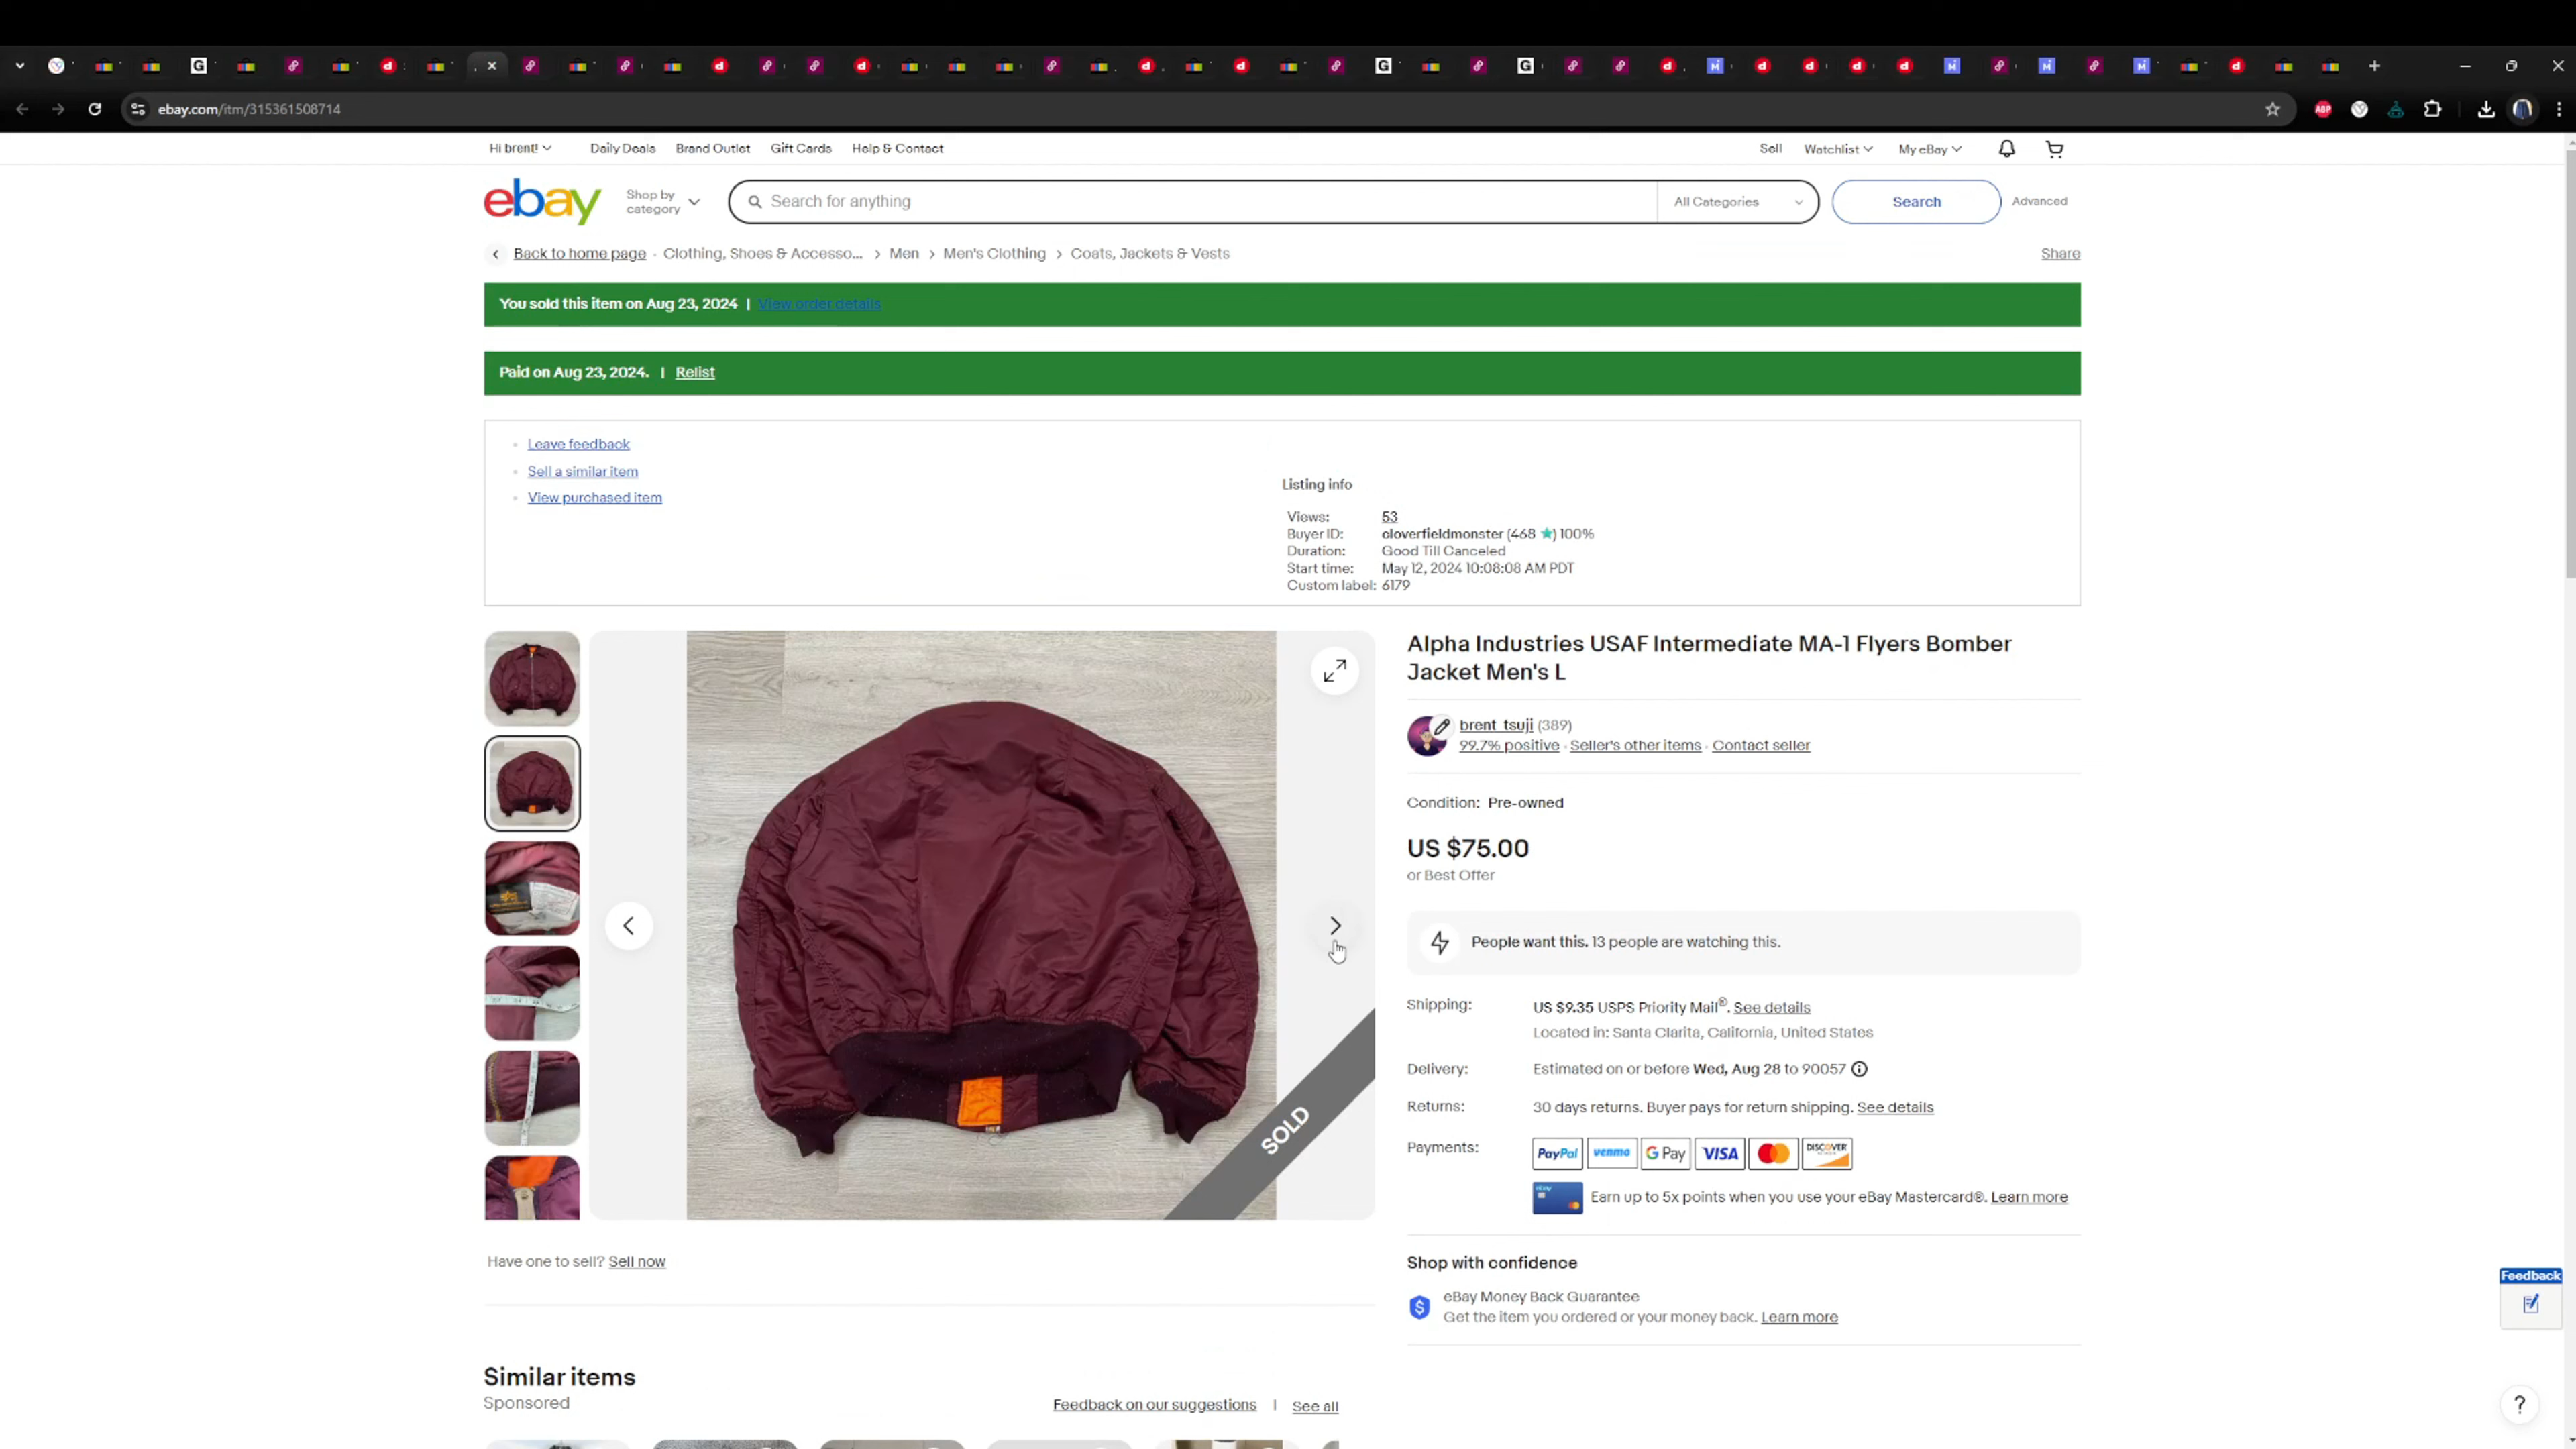 ebay.com/itm/315361508714
ABP
Hi brent!
Daily Deals
Brand Outlet
Gift Cards
Help & Contact
Sell
Watchlist
My eBay
ebay
Shop by
category
Search for anything
All Categories
Search
Advanced
Back to home page
Clothing, Shoes & Accesso... > Men > Men's Clothing > Coats, Jackets & Vests
Share
You sold this item on Aug 23, 2024 | View order details
Paid on Aug 23, 2024. | Relist
Leave feedback
Sell a similar item
View purchased item
Listing info
Views: 53
Buyer ID: cloverfieldmonster (468 ★) 100%
Duration: Good Till Canceled
Start time: May 12, 2024 10:08:08 AM PDT
Custom label: 6179
SOLD
Alpha Industries USAF Intermediate MA-1 Flyers Bomber
Jacket Men's L
brent_tsuji (389)
99.7% positive · Seller's other items · Contact seller
Condition: Pre-owned
US $75.00
or Best Offer
People want this. 13 people are watching this.
Shipping: US $9.35 USPS Priority Mail®. See details
Located in: Santa Clarita, California, United States
Delivery: Estimated on or before Wed, Aug 28 to 90057
Returns: 30 days returns. Buyer pays for return shipping. See details
Payments: PayPal venmo G Pay VISA DISCOVER
Earn up to 5x points when you use your eBay Mastercard®. Learn more
Have one to sell? Sell now
Shop with confidence
eBay Money Back Guarantee
Get the item you ordered or your money back. Learn more
Feedback
Similar items
Sponsored
Feedback on our suggestions | See all
?